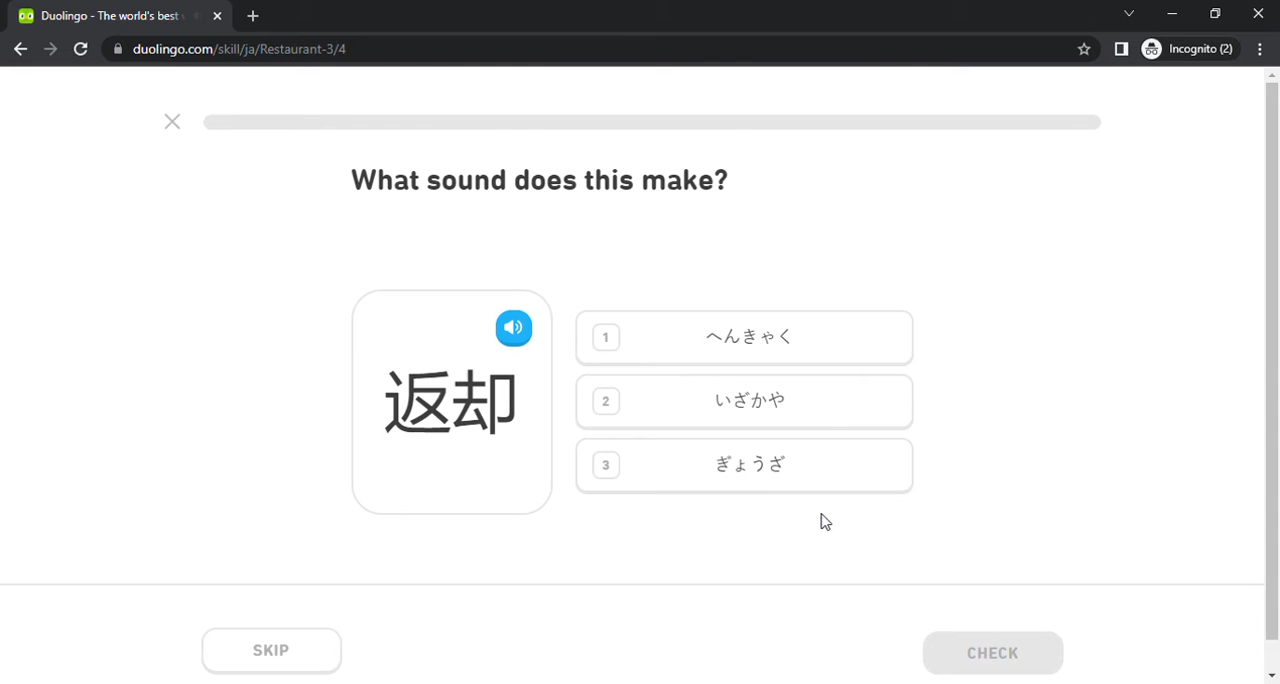 Duolingo - The world's best
duolingo.com/skill/ja/Restaurant-3/4
Incognito (2)
What sound does this make?
返却
1 へんきゃく
2 いざかや
3 ぎょうざ
SKIP
CHECK